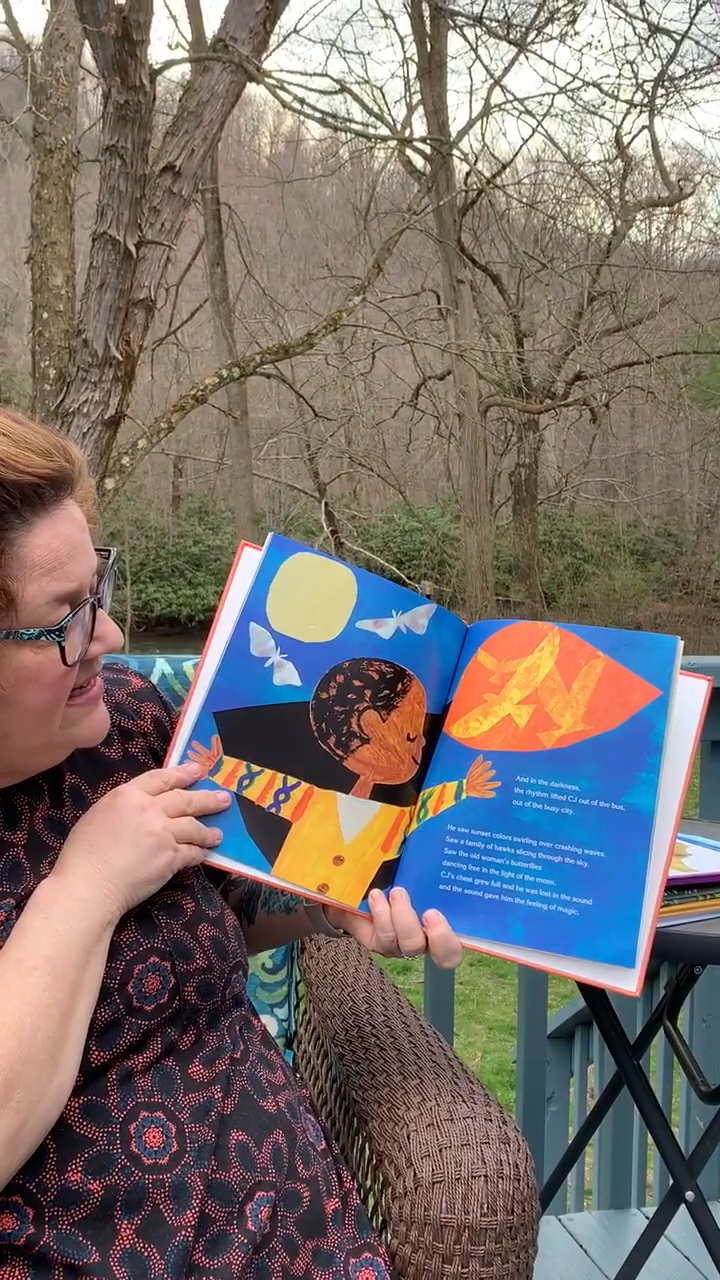 And in the darkness,
the rhythm lifted CJ out of the bus,
out of the busy city.
He saw sunset colors swirling over crashing waves.
Saw a family of hawks slicing through the sky.
Saw the old woman's butterflies
dancing free in the light of the moon.
CJ's chest grew full and he was lost in the sound
and the sound gave him the feeling of magic.